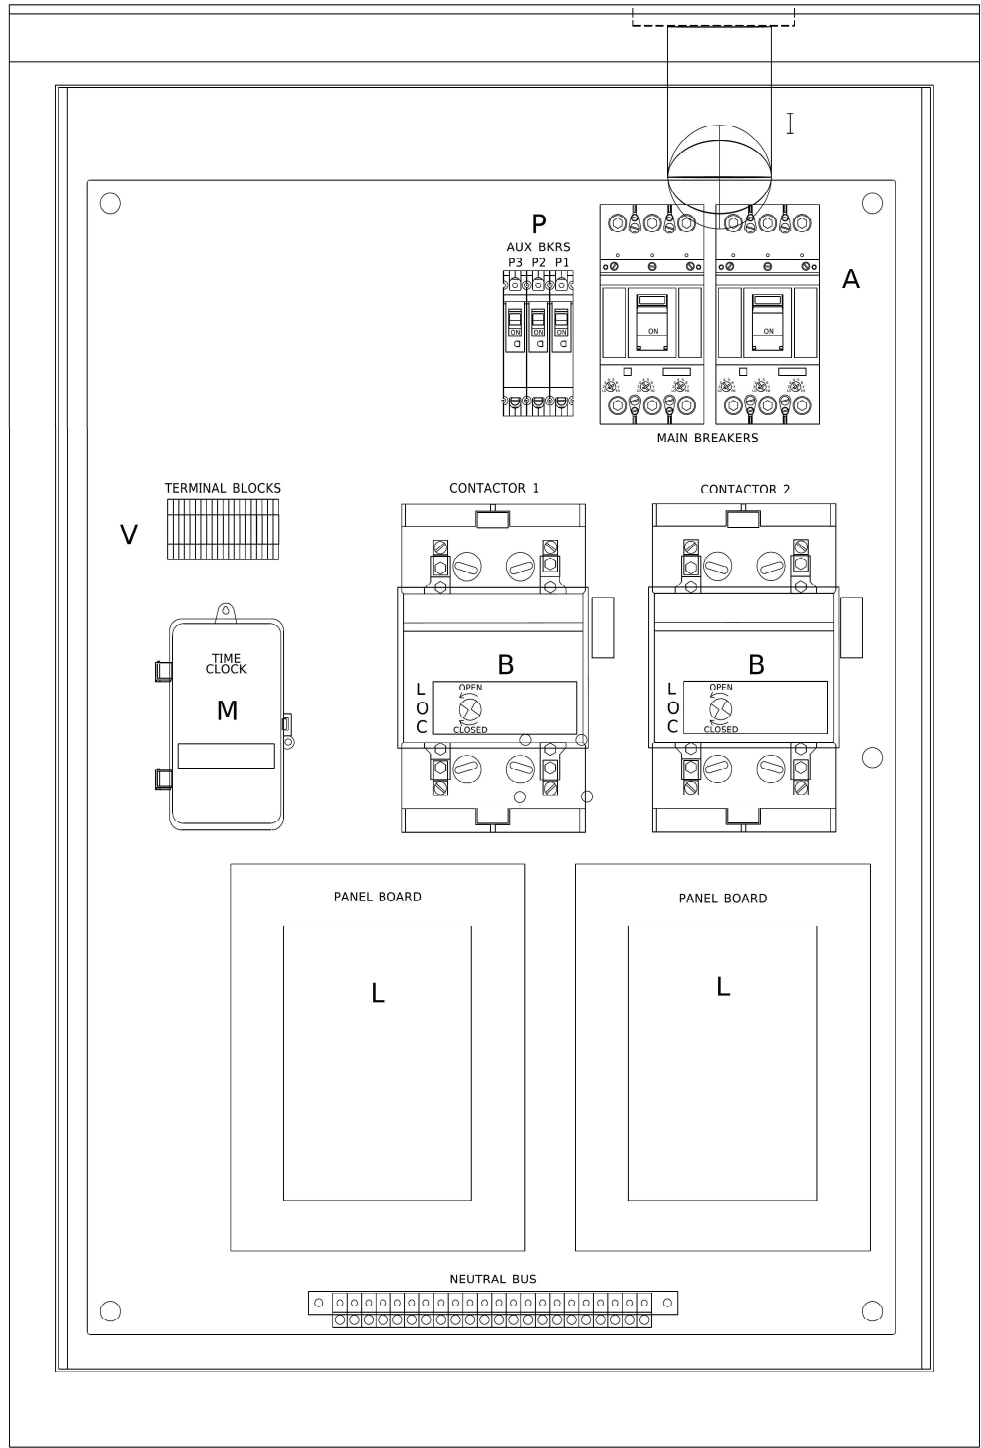 I
P
AUX BKRS
P3 P2 P1
A
ON ON ON
ON
ON
MAIN BREAKERS
TERMINAL BLOCKS
V
CONTACTOR 1
CONTACTOR 2
TIME
CLOCK
M
B
L
O
C
OPEN
CLOSED
B
L
O
C
OPEN
CLOSED
PANEL BOARD
L
PANEL BOARD
L
NEUTRAL BUS